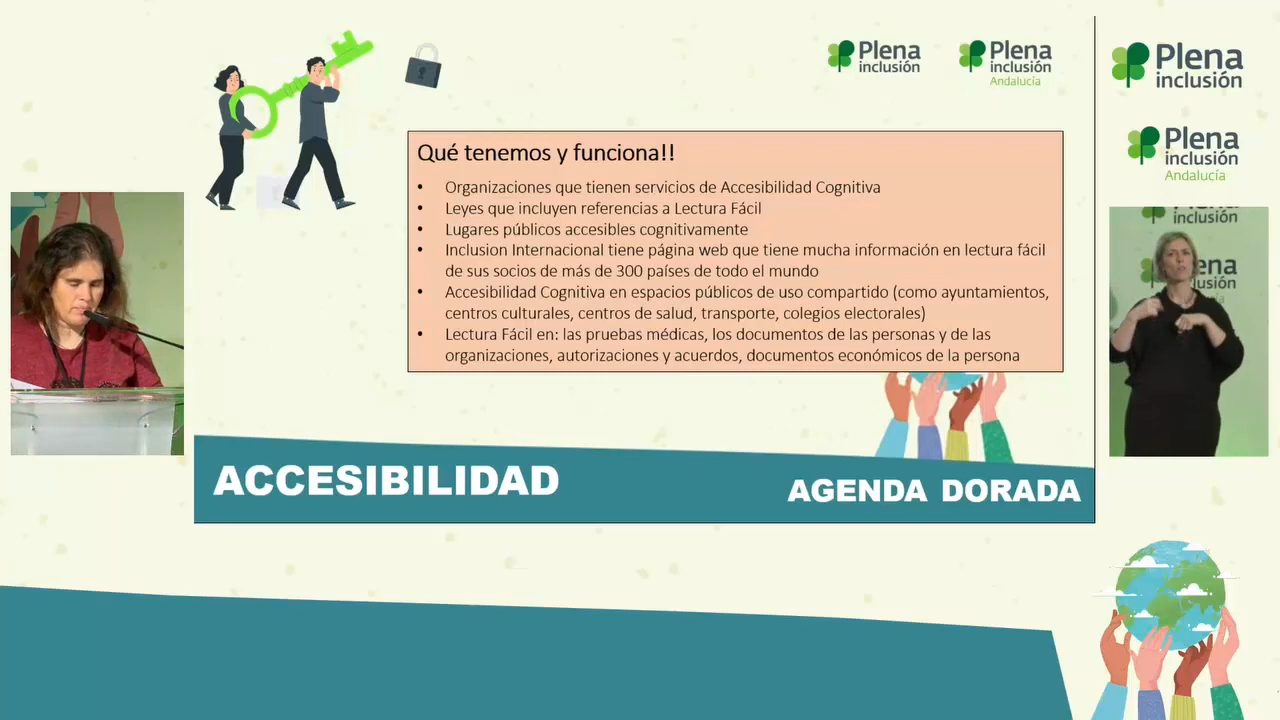 Plena
inclusión
Plena
inclusión
Andalucía
Plena
inclusión
Plena
inclusión
Andalucía
Qué tenemos y funciona!!
• Organizaciones que tienen servicios de Accesibilidad Cognitiva
• Leyes que incluyen referencias a Lectura Fácil
• Lugares públicos accesibles cognitivamente
• Inclusion Internacional tiene página web que tiene mucha información en lectura fácil
de sus socios de más de 300 países de todo el mundo
• Accesibilidad Cognitiva en espacios públicos de uso compartido (como ayuntamientos,
centros culturales, centros de salud, transporte, colegios electorales)
• Lectura Fácil en: las pruebas médicas, los documentos de las personas y de las
organizaciones, autorizaciones y acuerdos, documentos económicos de la persona
inclusión
ACCESIBILIDAD
AGENDA DORADA